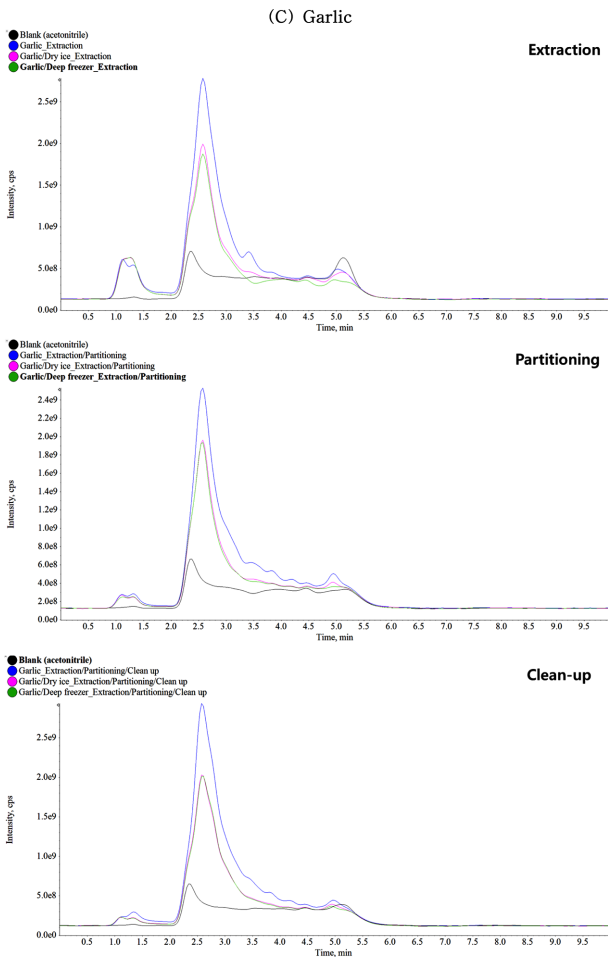 (C) Garlic
Blank (acetonitrile)
Garlic_Extraction
Garlic/Dry ice_Extraction
Garlic/Deep freezer_Extraction
Extraction
Intensity, cps
2.5e9
2.0e9
1.5e9
1.0e9
5.0e8
0.0e0
0.5 1.0 1.5 2.0 2.5 3.0 3.5 4.0 4.5 5.0 5.5 6.0 6.5 7.0 7.5 8.0 8.5 9.0 9.5
Time, min
Blank (acetonitrile)
Garlic_Extraction/Partitioning
Garlic/Dry ice_Extraction/Partitioning
Garlic/Deep freezer_Extraction/Partitioning
Partitioning
Intensity, cps
2.4e9
2.2e9
2.0e9
1.8e9
1.6e9
1.4e9
1.2e9
1.0e9
8.0e8
6.0e8
4.0e8
2.0e8
0.0e0
0.5 1.0 1.5 2.0 2.5 3.0 3.5 4.0 4.5 5.0 5.5 6.0 6.5 7.0 7.5 8.0 8.5 9.0 9.5
Time, min
Blank (acetonitrile)
Garlic_Extraction/Partitioning/Clean up
Garlic/Dry ice_Extraction/Partitioning/Clean up
Garlic/Deep freezer_Extraction/Partitioning/Clean up
Clean-up
Intensity, cps
2.5e9
2.0e9
1.5e9
1.0e9
5.0e8
0.0e0
0.5 1.0 1.5 2.0 2.5 3.0 3.5 4.0 4.5 5.0 5.5 6.0 6.5 7.0 7.5 8.0 8.5 9.0 9.5
Time, min